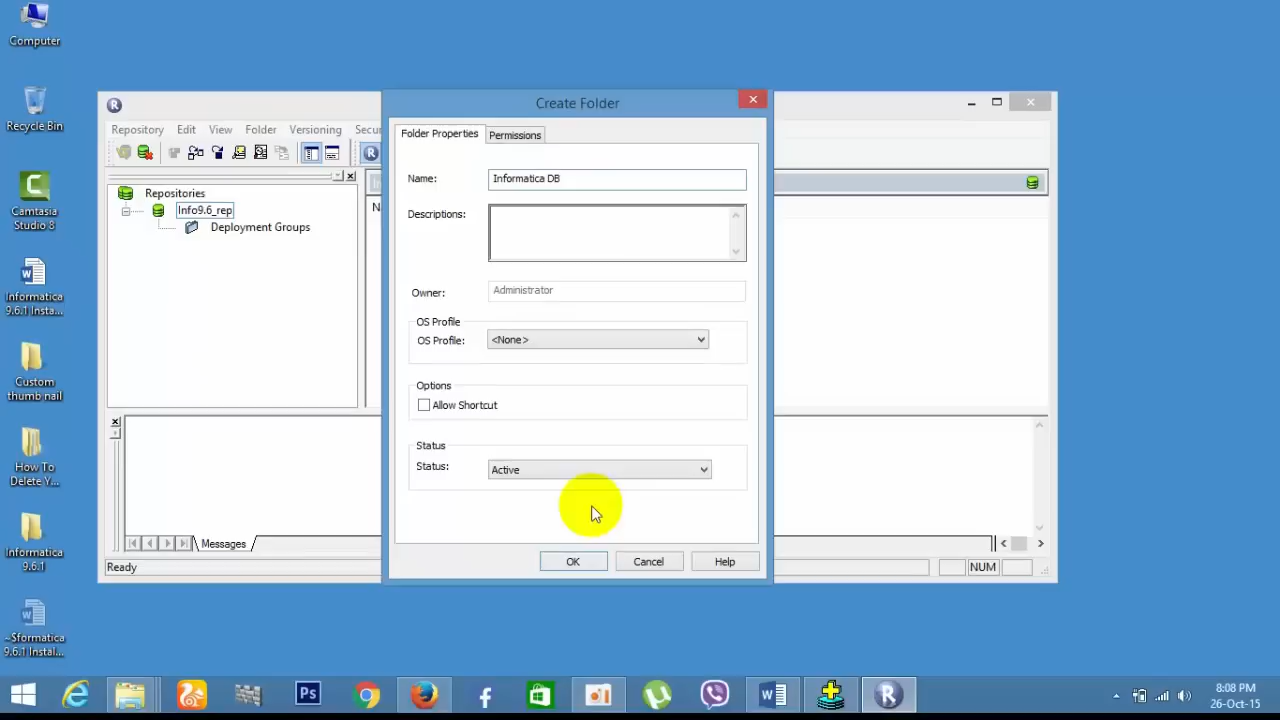 Computer
Recycle Bin
Camtasia
Studio 8
Informatica
9.6.1 Insta...
Custom
thumb nail
How To
Delete Y...
Informatica
9.6.1
~$formatica
9.6.1 Instal...
R
Repository Edit View Folder Versioning Secu
Repositories
Info9.6_rep
Deployment Groups
N
Create Folder
Folder Properties
Permissions
Name:
Informatica DB
Descriptions:
Owner:
Administrator
OS Profile
OS Profile:
<None>
Options
Allow Shortcut
Status
Status:
Active
OK
Cancel
Help
Messages
Ready
NUM
Ps
8:08 PM
26-Oct-15